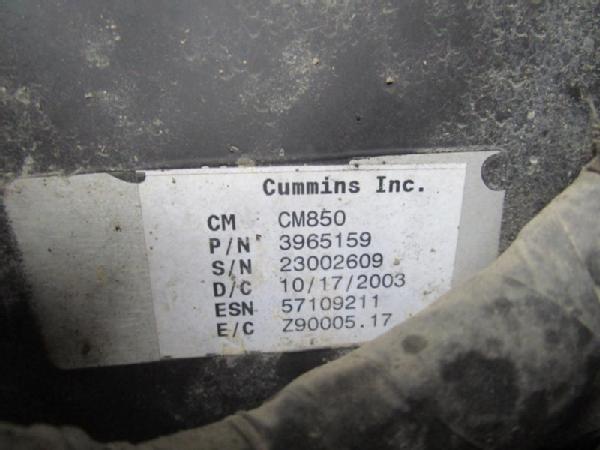 Cummins Inc.
CM CM850
P/N 3965159
S/N 23002609
D/C 10/17/2003
ESN 57109211
E/C Z90005.17